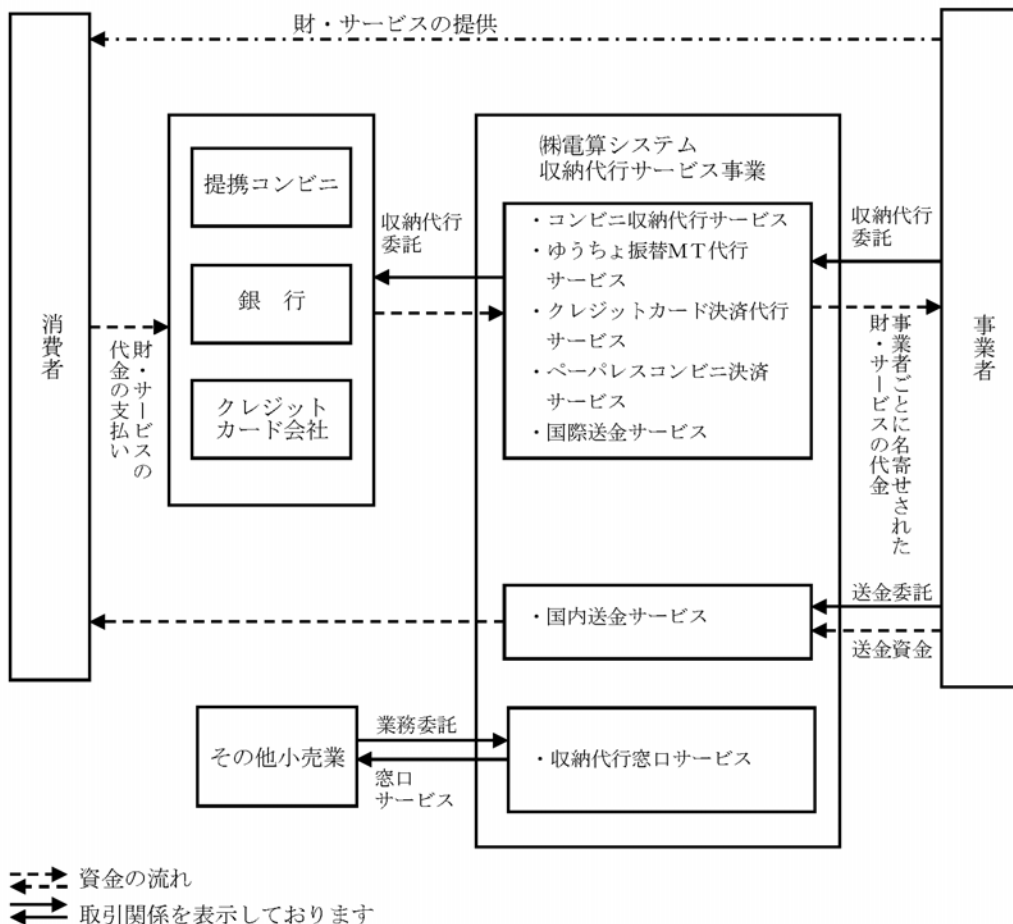 財・サービスの提供
消費者
財・サービスの
代金の支払い
提携コンビニ
銀　行
クレジット
カード会社
収納代行
委託
㈱電算システム
収納代行サービス事業
・コンビニ収納代行サービス
・ゆうちょ振替MT代行
サービス
・クレジットカード決済代行
サービス
・ペーパレスコンビニ決済
サービス
・国際送金サービス
収納代行
委託
事業者ごとに名寄せされた
財・サービスの代金
事業者
・国内送金サービス
送金委託
送金資金
その他小売業
業務委託
窓口
サービス
・収納代行窓口サービス
資金の流れ
取引関係を表示しております